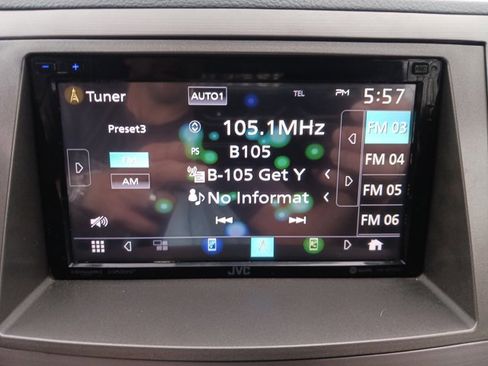 Tuner
AUTO1
TEL
PM 5:57
Preset3
105.1MHz
FM 03
PS B105
FM 04
AM
B-105 Get Y
FM 05
No Informat
FM 06
JVC